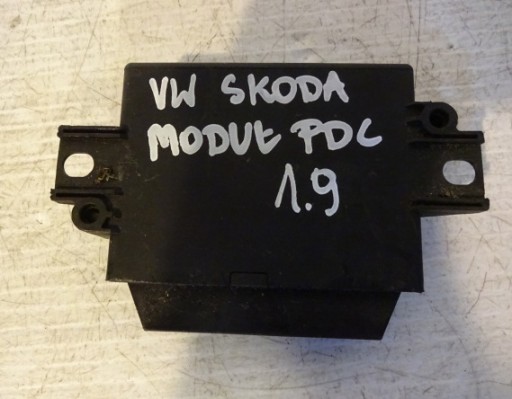 VW SKODA
MODUŁ PDC
1.9